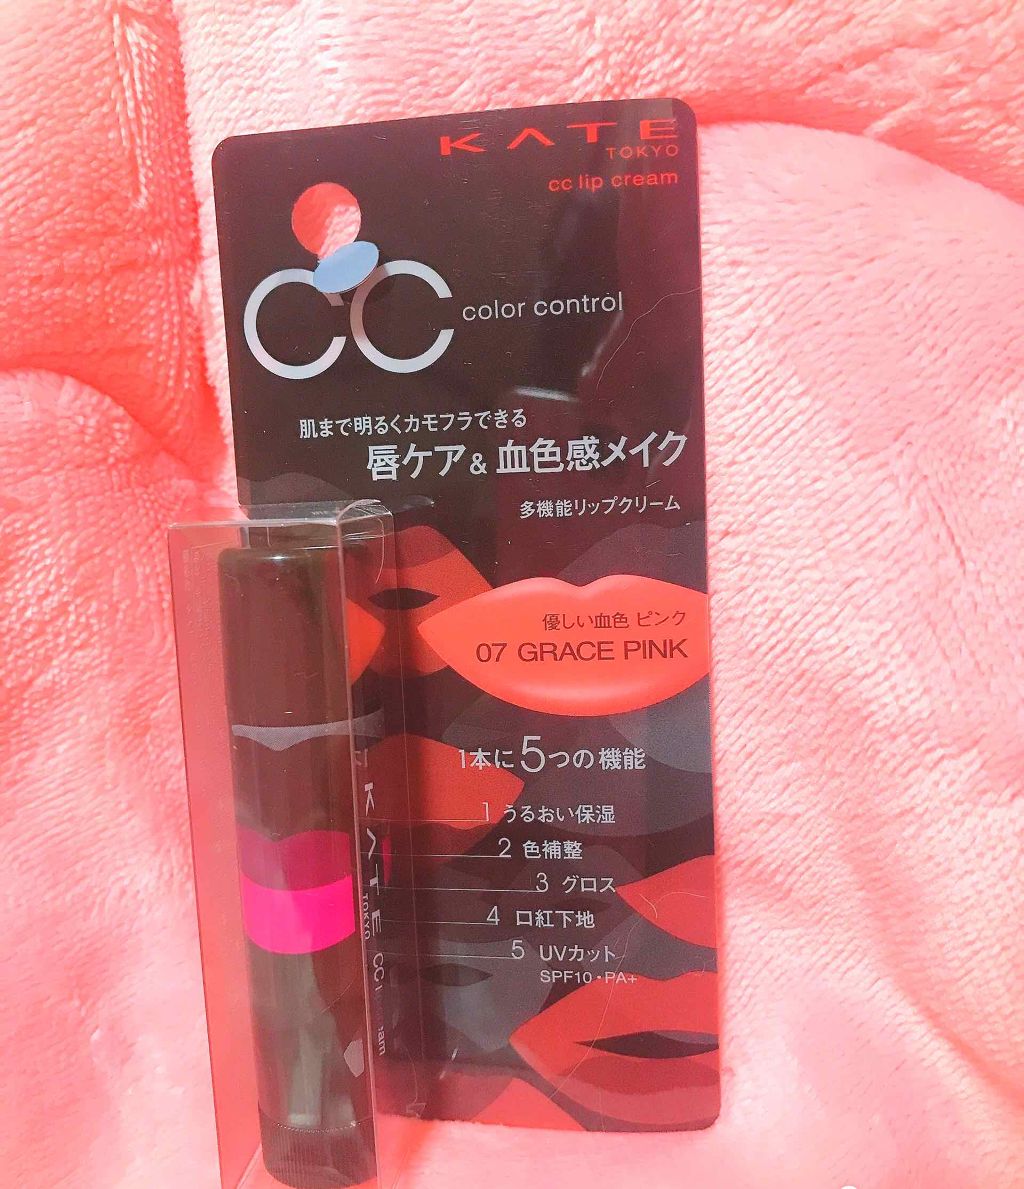 KATE
TOKYO
cc lip cream
CC color control
肌まで明るくカモフラできる
唇ケア&血色感メイク
多機能リップクリーム
優しい血色 ピンク
07 GRACE PINK
1本に5つの機能
1 うるおい保湿
2 色補整
3 グロス
4 口紅下地
5 UVカット
SPF10・PA+
KATE
TOKYO